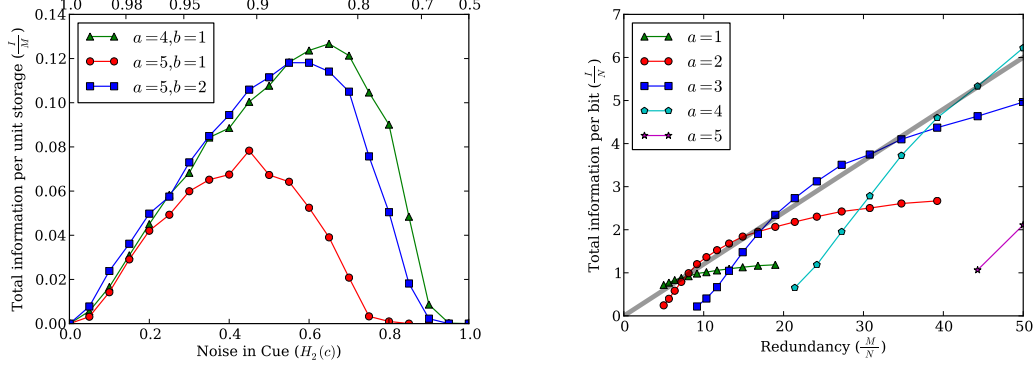 1.0 0.98 0.95 0.9 0.8 0.7 0.5
0.14
0.12
0.10
0.08
0.06
0.04
0.02
0.00
Total information per unit storage (I/M)
a=4,b=1
a=5,b=1
a=5,b=2
0.0 0.2 0.4 0.6 0.8 1.0
Noise in Cue (H₂(c))
7
6
5
4
3
2
1
0
Total information per bit (I/N)
a=1
a=2
a=3
a=4
a=5
0 10 20 30 40 50
Redundancy (M/N)